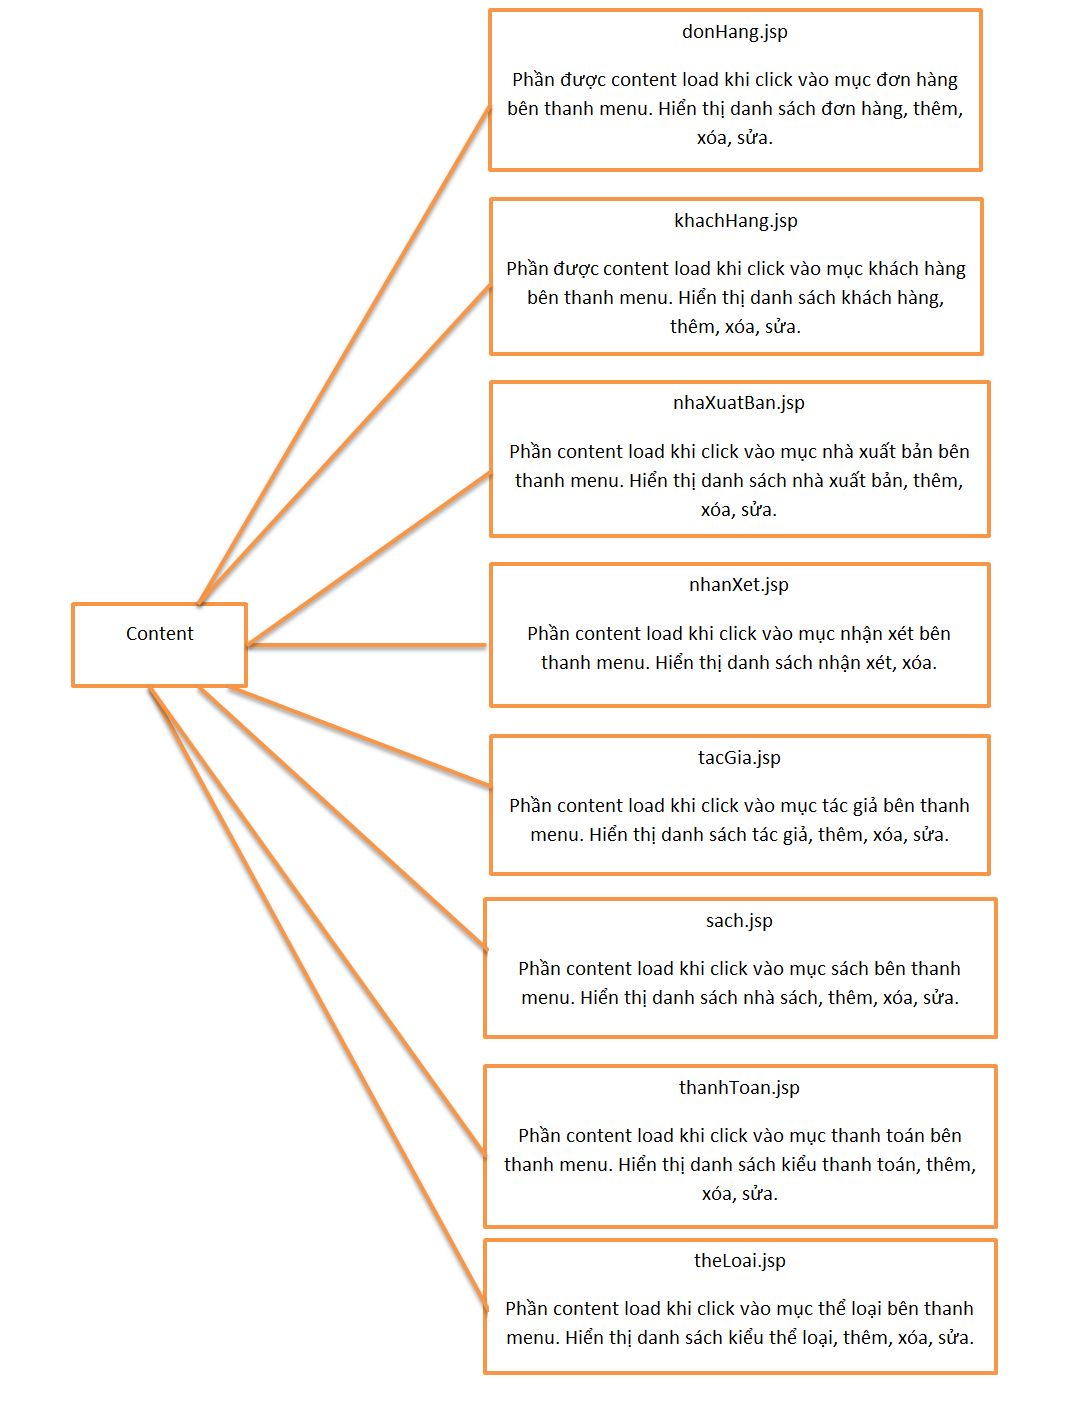 donHang.jsp
Phần được content load khi click vào mục đơn hàng
bên thanh menu. Hiển thị danh sách đơn hàng, thêm,
xóa, sửa.
khachHang.jsp
Phần được content load khi click vào mục khách hàng
bên thanh menu. Hiển thị danh sách khách hàng,
thêm, xóa, sửa.
nhaXuatBan.jsp
Phần content load khi click vào mục nhà xuất bản bên
thanh menu. Hiển thị danh sách nhà xuất bản, thêm,
xóa, sửa.
nhanXet.jsp
Phần content load khi click vào mục nhận xét bên
thanh menu. Hiển thị danh sách nhận xét, xóa.
Content
tacGia.jsp
Phần content load khi click vào mục tác giả bên thanh
menu. Hiển thị danh sách tác giả, thêm, xóa, sửa.
sach.jsp
Phần content load khi click vào mục sách bên thanh
menu. Hiển thị danh sách nhà sách, thêm, xóa, sửa.
thanhToan.jsp
Phần content load khi click vào mục thanh toán bên
thanh menu. Hiển thị danh sách kiểu thanh toán, thêm,
xóa, sửa.
theLoai.jsp
Phần content load khi click vào mục thể loại bên thanh
menu. Hiển thị danh sách kiểu thể loại, thêm, xóa, sửa.